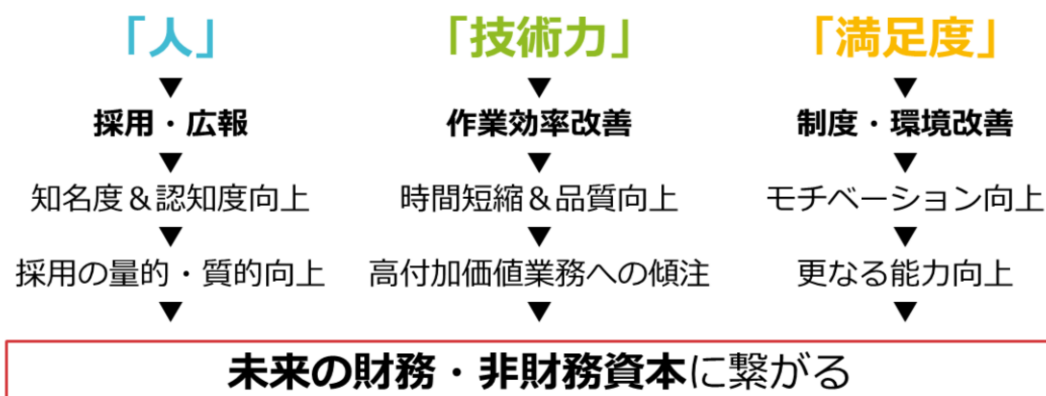 「人」
▼
採用・広報
▼
知名度＆認知度向上
▼
採用の量的・質的向上
▼
「技術力」
▼
作業効率改善
▼
時間短縮＆品質向上
▼
高付加価値業務への傾注
▼
「満足度」
▼
制度・環境改善
▼
モチベーション向上
▼
更なる能力向上
▼
未来の財務・非財務資本に繋がる